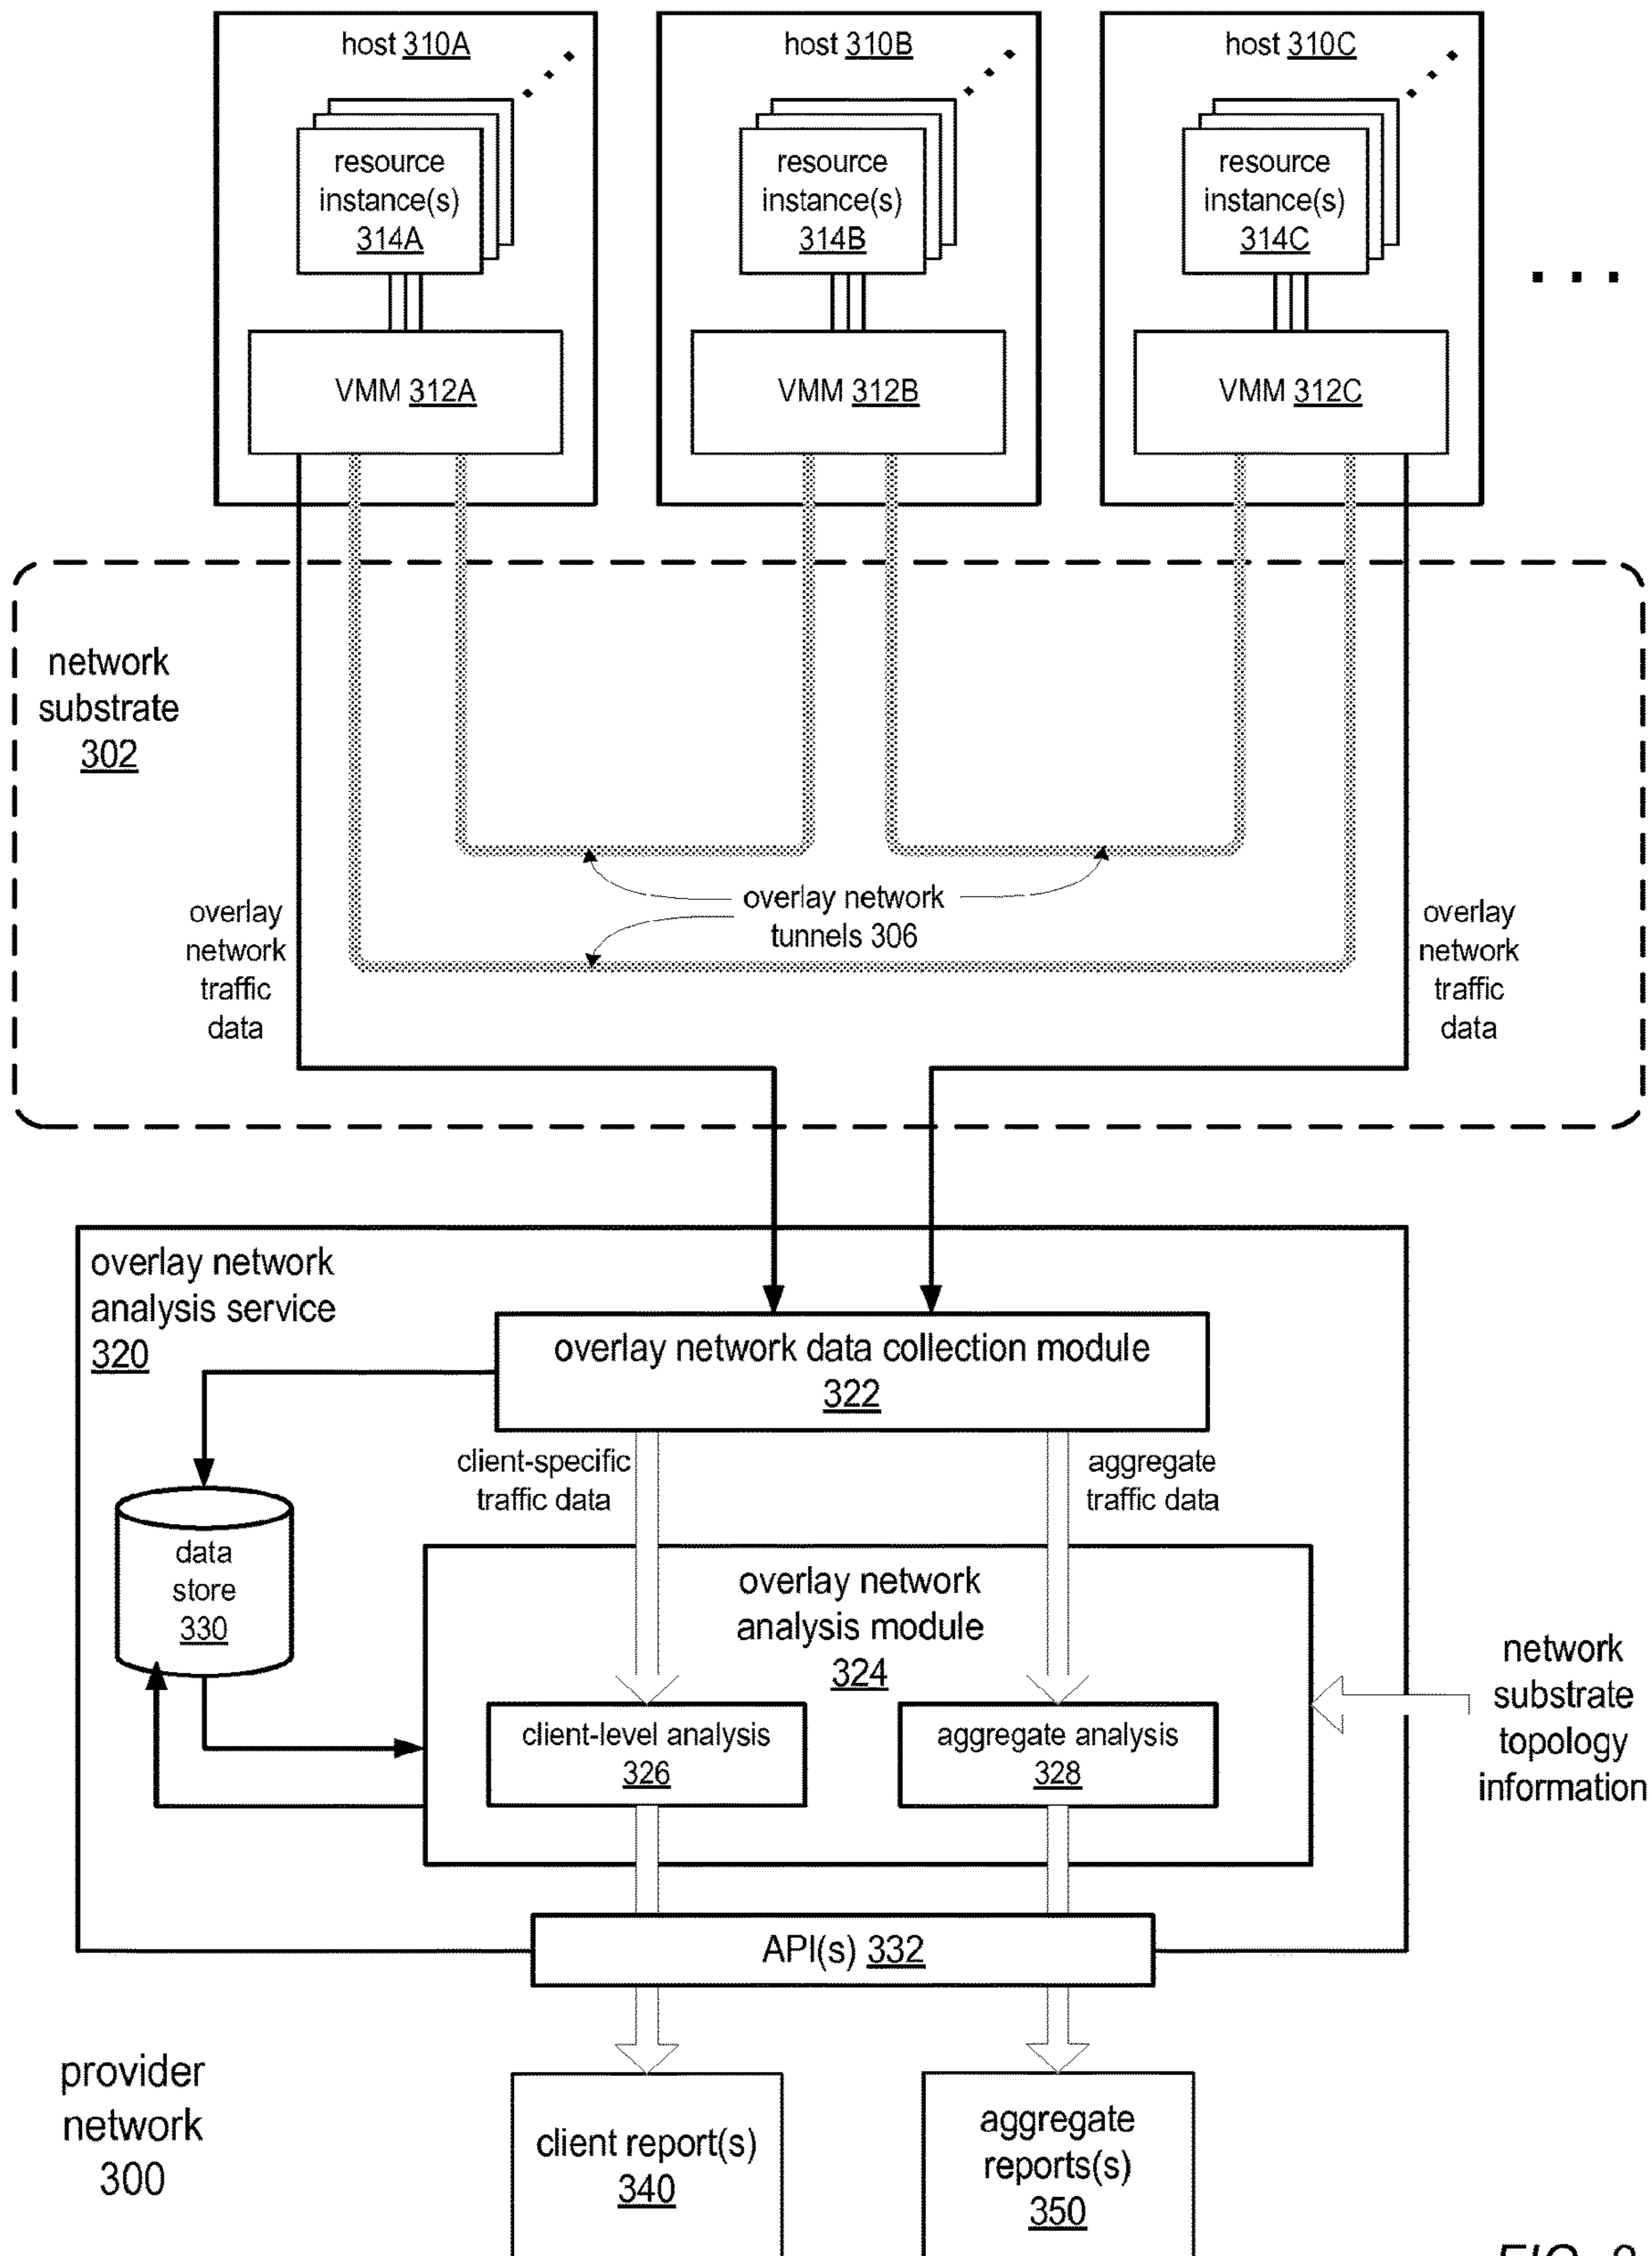 host 310A
host 310B
host 310C
resource
instance(s)
314A
resource
instance(s)
314B
resource
instance(s)
314C
VMM 312A
VMM 312B
VMM 312C
network
substrate
302
overlay network
tunnels 306
overlay
network
traffic
data
overlay
network
traffic
data
overlay network
analysis service
320
overlay network data collection module
322
client-specific
traffic data
aggregate
traffic data
data
store
330
overlay network
analysis module
324
client-level analysis
326
aggregate analysis
328
network
substrate
topology
information
API(s) 332
provider
network
300
client report(s)
340
aggregate
reports(s)
350